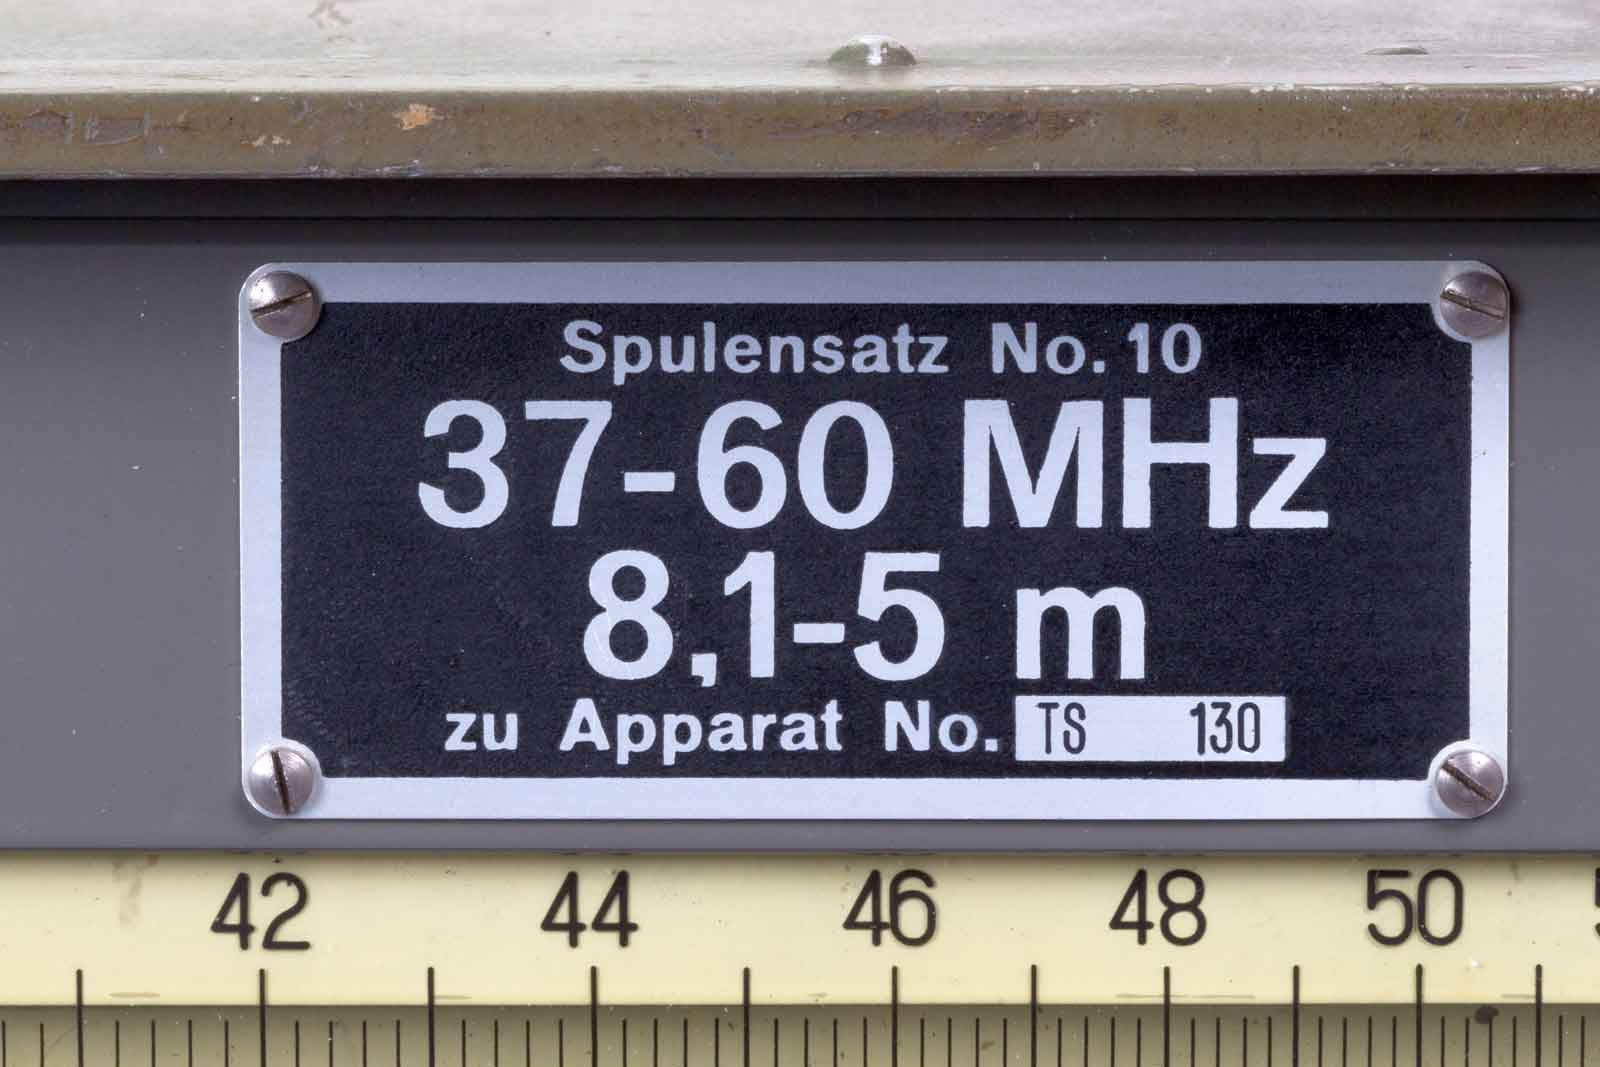 Spulensatz No. 10
37-60 MHz
8,1-5 m
zu Apparat No. TS 130
42 44 46 48 50